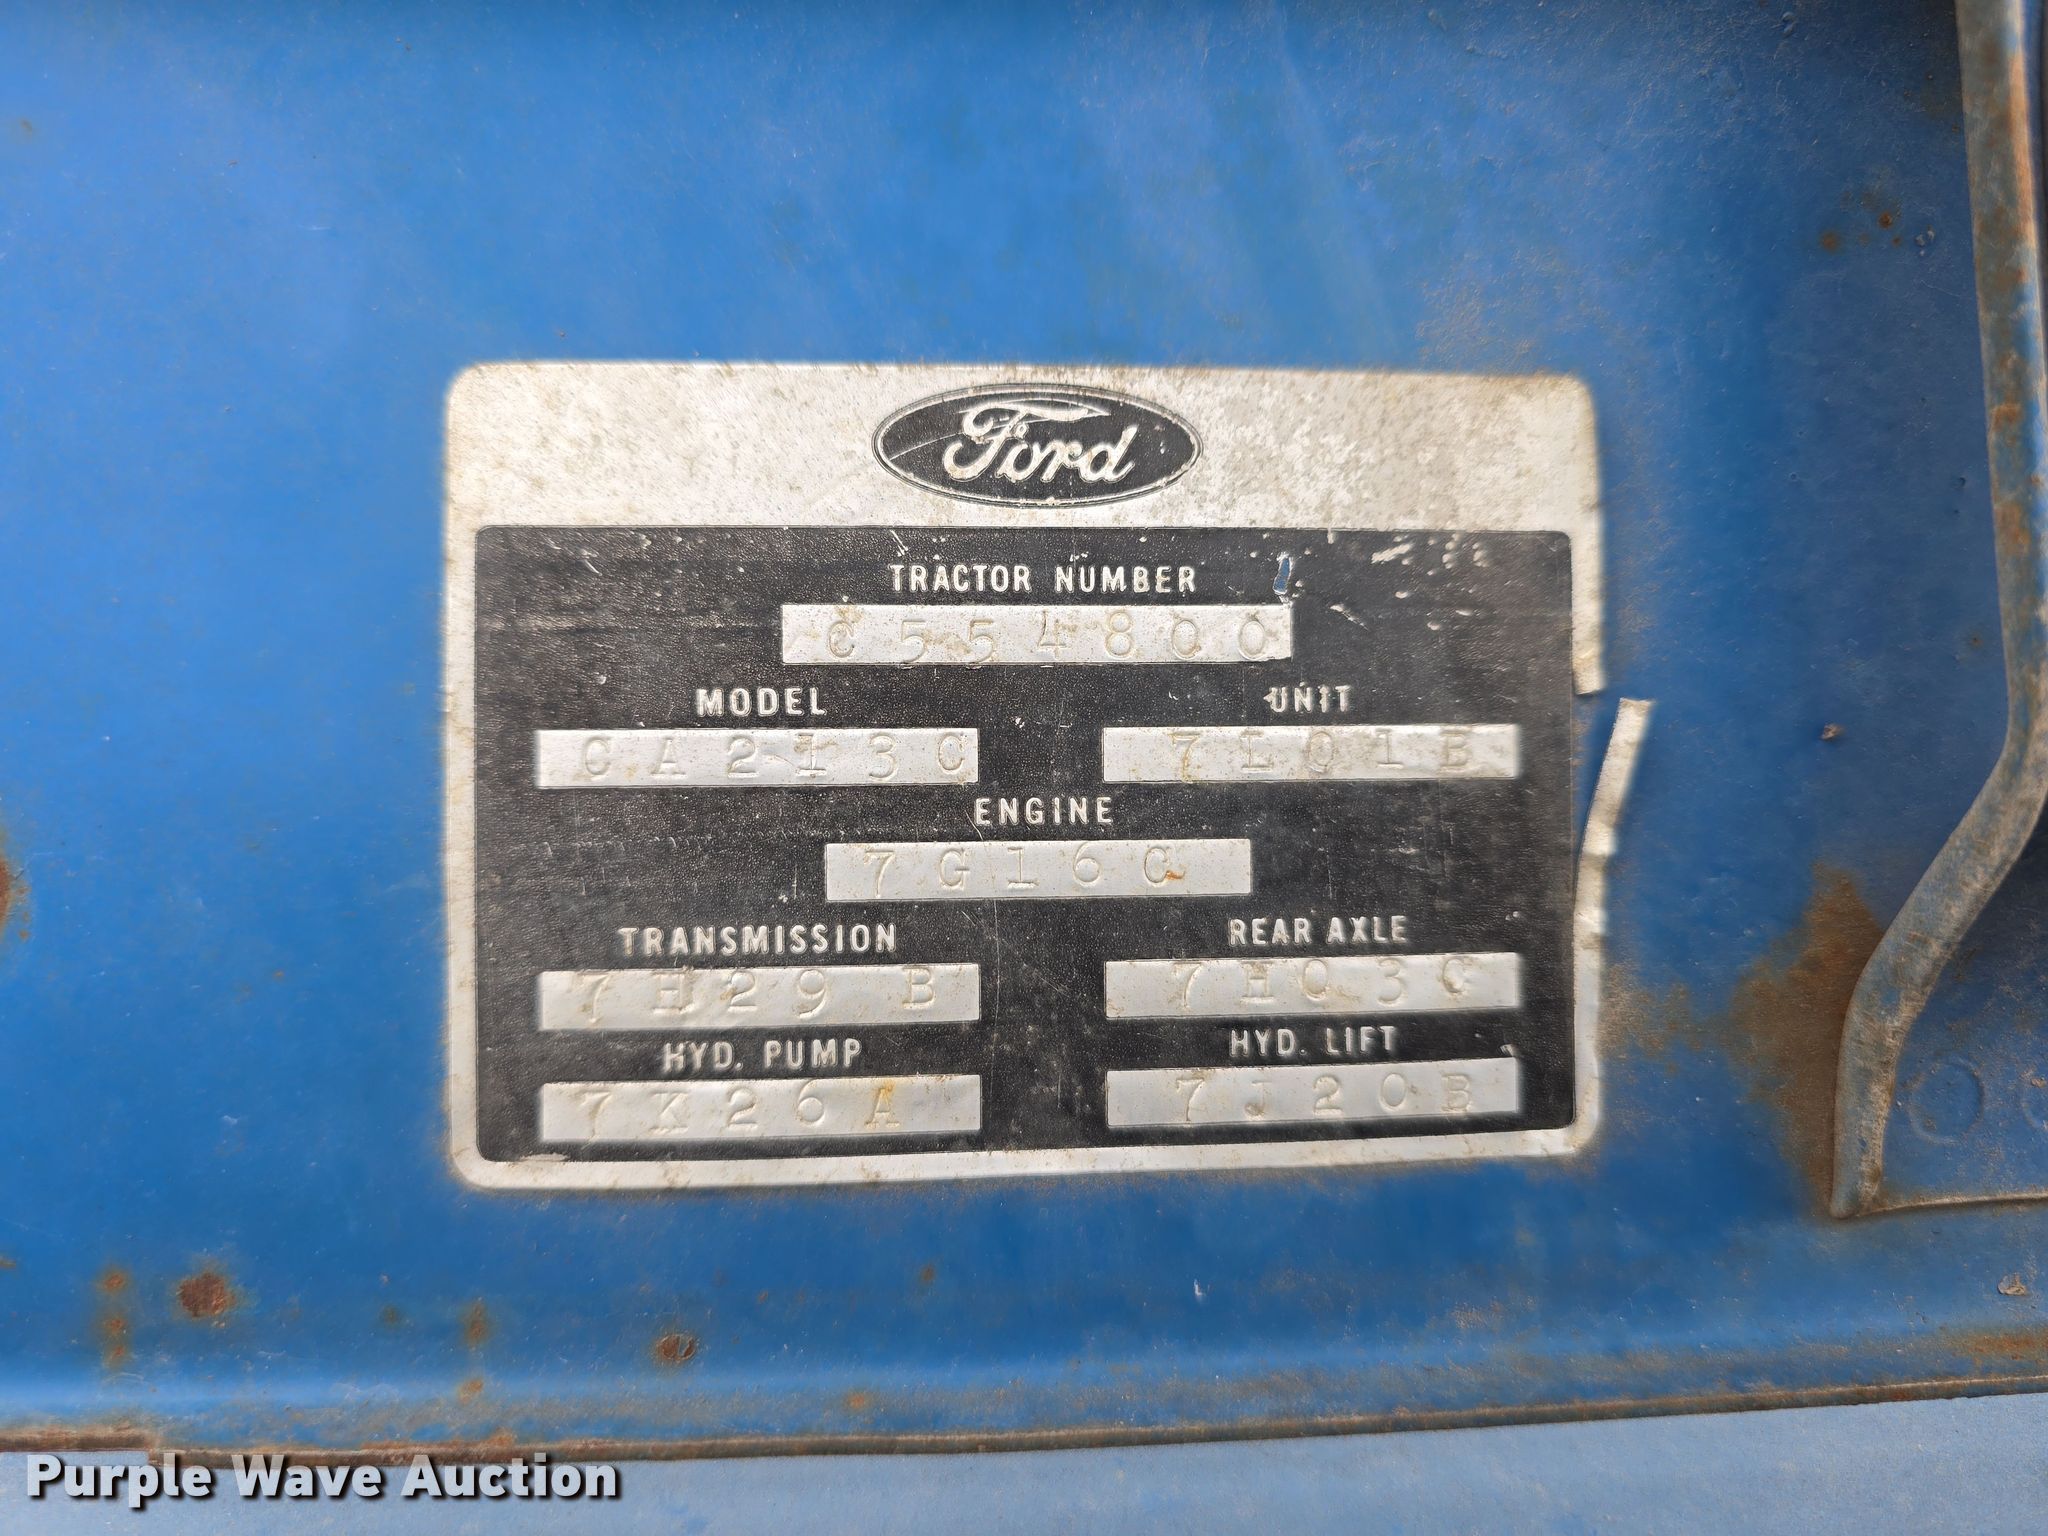 Ford
TRACTOR NUMBER
C554800
MODEL UNIT
CA213C 7L01B
ENGINE
7G16C
TRANSMISSION REAR AXLE
7H29 B 7H03C
HYD. PUMP HYD. LIFT
7K26A 7J20B
Purple Wave Auction